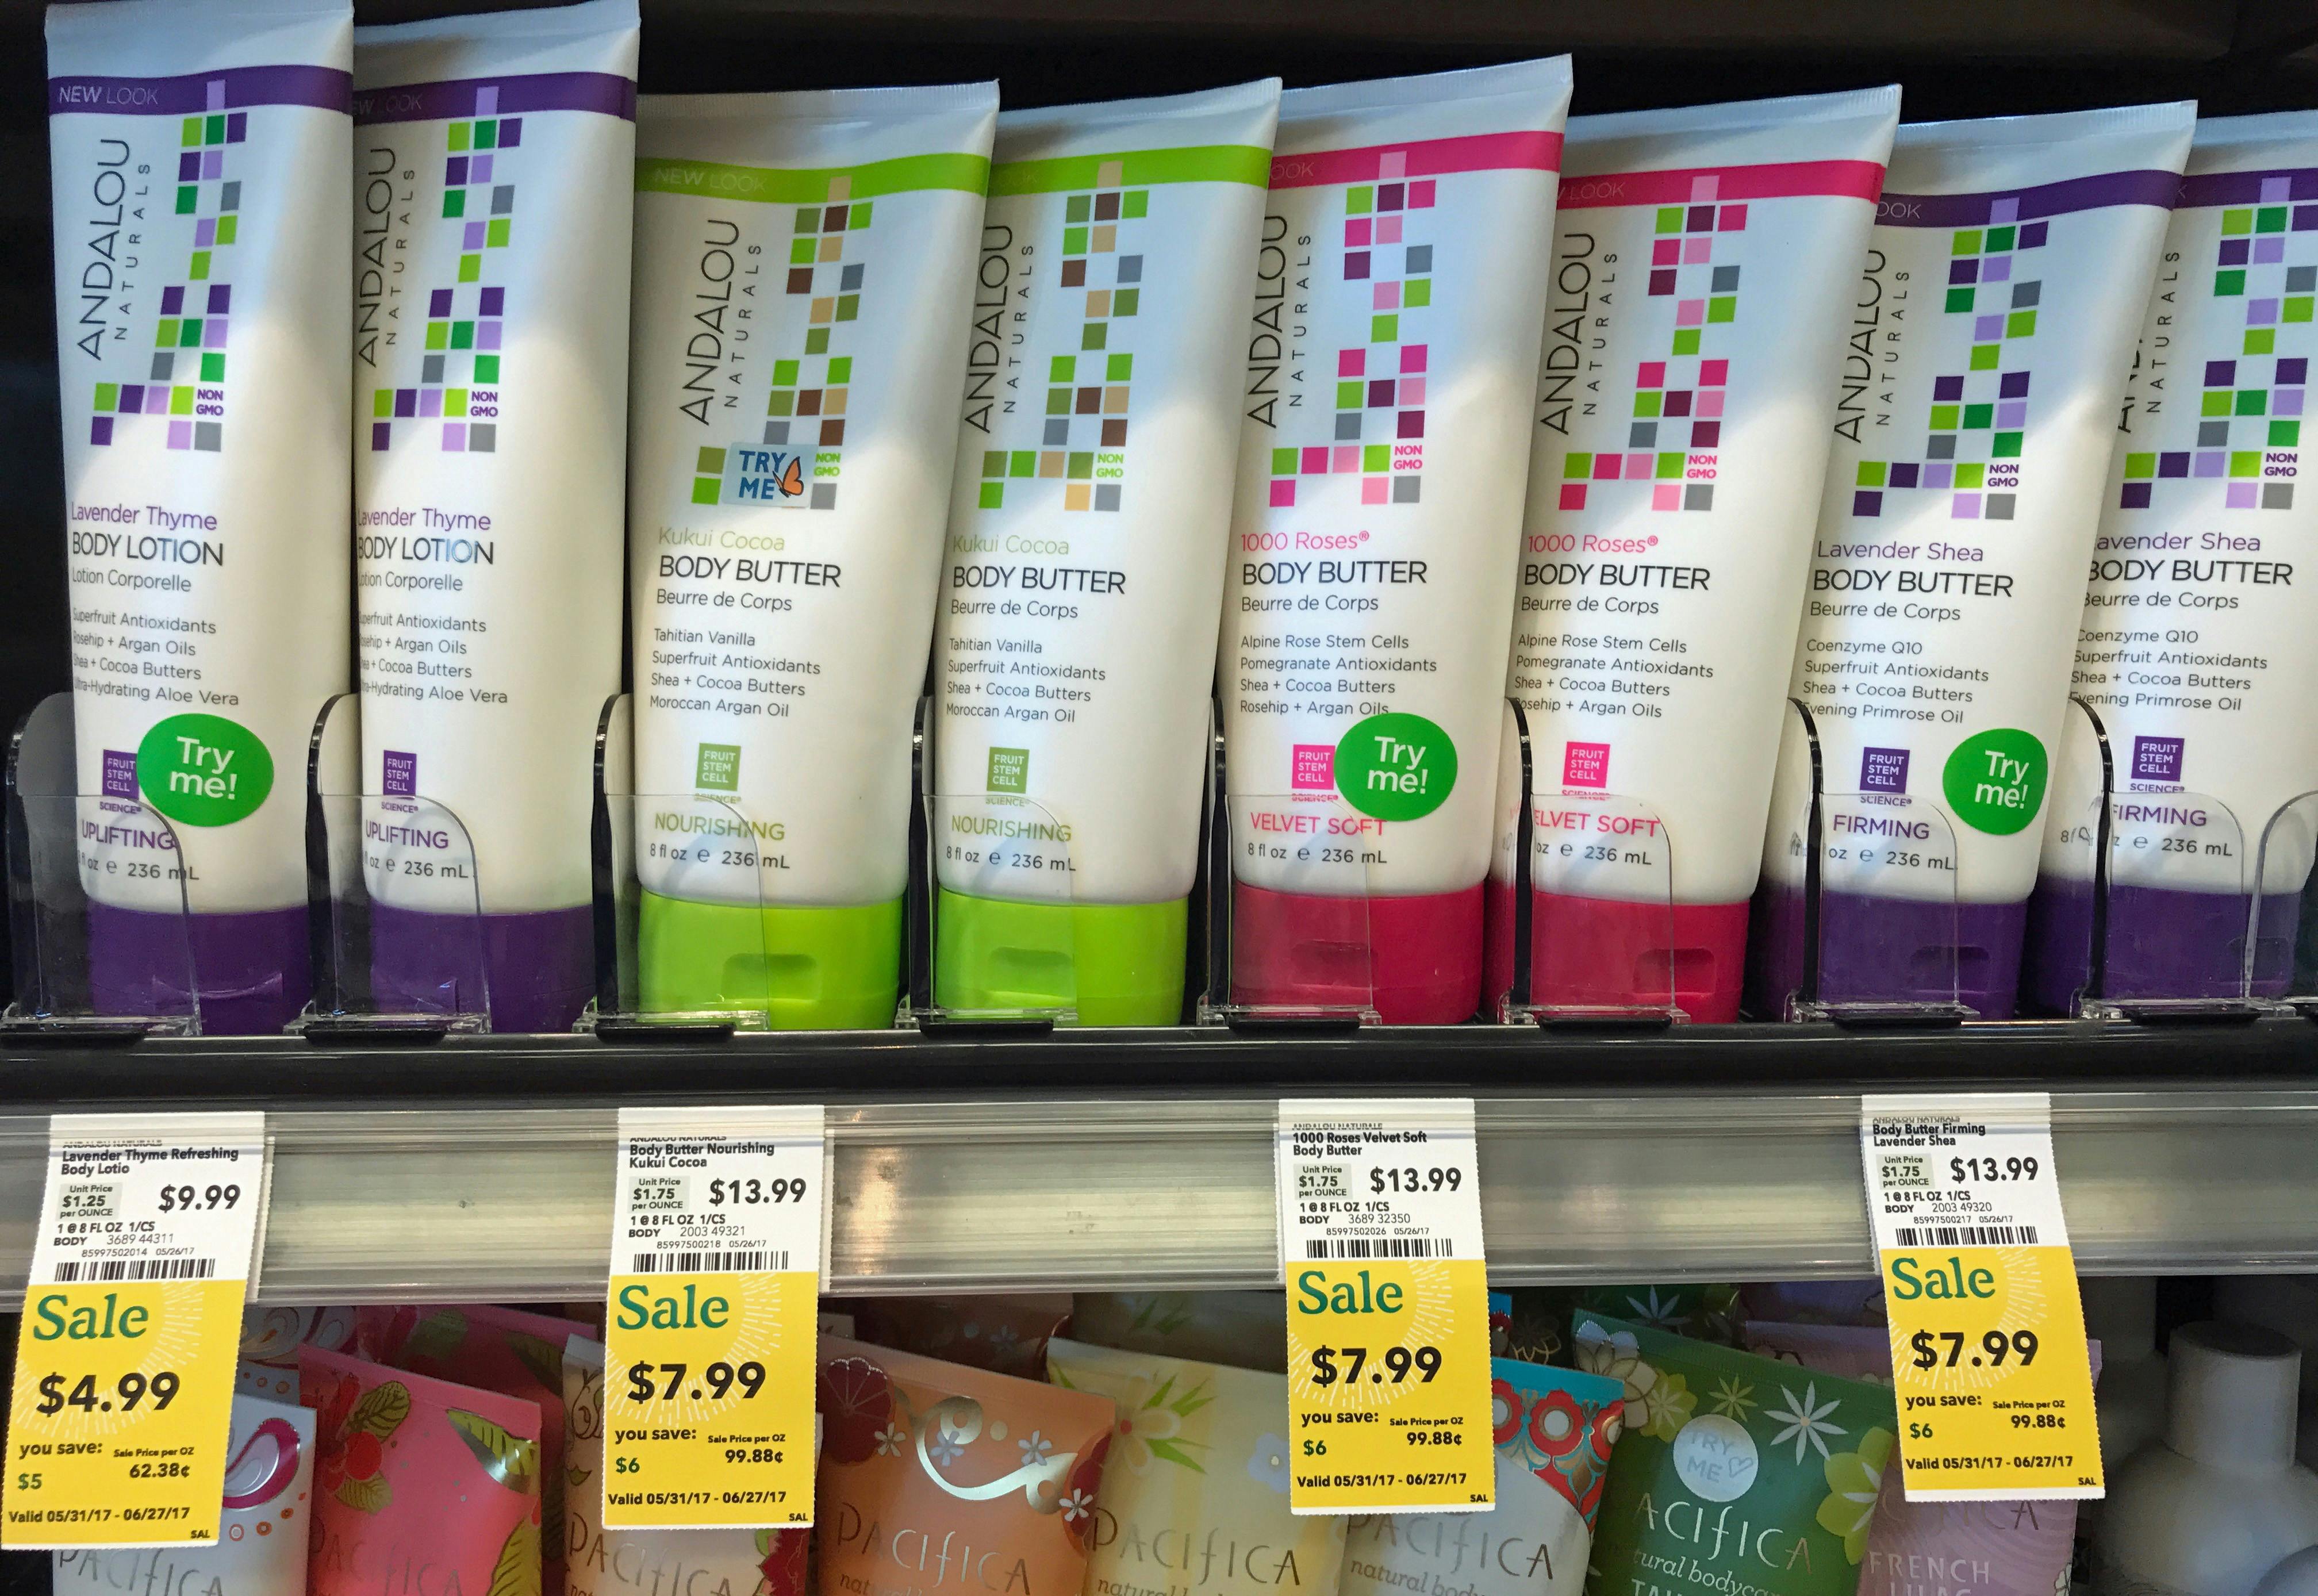 NEW LOOK
ANDALOU
NATURALS
NON
GMO
Lavender Thyme
BODY LOTION
Lotion Corporelle
Superfruit Antioxidants
Rosehip + Argan Oils
Shea + Cocoa Butters
Ultra-Hydrating Aloe Vera
FRUIT
STEM
CELL
SCIENCE®
Try
me!
UPLIFTING
fl oz e 236 mL
LOOK
ANDALOU
NATURALS
NON
GMO
Lavender Thyme
BODY LOTION
Lotion Corporelle
Superfruit Antioxidants
Rosehip + Argan Oils
+ Cocoa Butters
-Hydrating Aloe Vera
FRUIT
STEM
CELL
SCIENCE®
UPLIFTING
oz e 236 mL
NEW LOOK
ANDALOU
NATURALS
TRY
ME
NON
GMO
Kukui Cocoa
BODY BUTTER
Beurre de Corps
Tahitian Vanilla
Superfruit Antioxidants
Shea + Cocoa Butters
Moroccan Argan Oil
FRUIT
STEM
CELL
SCIENCE®
NOURISHING
8 fl oz e 236 mL
ANDALOU
NATURALS
NON
GMO
Kukui Cocoa
BODY BUTTER
Beurre de Corps
Tahitian Vanilla
Superfruit Antioxidants
Shea + Cocoa Butters
Moroccan Argan Oil
FRUIT
STEM
CELL
SCIENCE®
NOURISHING
8 fl oz e 236 mL
OOK
ANDALOU
NATURALS
NON
GMO
1000 Roses®
BODY BUTTER
Beurre de Corps
Alpine Rose Stem Cells
Pomegranate Antioxidants
Shea + Cocoa Butters
Rosehip + Argan Oils
FRUIT
STEM
CELL
SCIENCE®
Try
me!
VELVET SOFT
8 fl oz e 236 mL
LOOK
ANDALOU
NATURALS
NON
GMO
1000 Roses®
BODY BUTTER
Beurre de Corps
Alpine Rose Stem Cells
Pomegranate Antioxidants
Shea + Cocoa Butters
Rosehip + Argan Oils
FRUIT
STEM
CELL
SCIENCE®
ELVET SOFT
oz e 236 mL
OOK
ANDALOU
NATURALS
NON
GMO
Lavender Shea
BODY BUTTER
Beurre de Corps
Coenzyme Q10
Superfruit Antioxidants
Shea + Cocoa Butters
Evening Primrose Oil
FRUIT
STEM
CELL
SCIENCE®
Try
me!
FIRMING
oz e 236 mL
NATURALS
NON
GMO
avender Shea
BODY BUTTER
Beurre de Corps
Coenzyme Q10
Superfruit Antioxidants
Shea + Cocoa Butters
Evening Primrose Oil
FRUIT
STEM
CELL
SCIENCE®
FIRMING
e 236 mL
ANDALOU NATURALS
Lavender Thyme Refreshing
Body Lotio
Unit Price
$1.25
per OUNCE
$9.99
1 @ 8 FL OZ 1/CS
BODY 3689 44311
85997502014 05/26/17
Sale
$4.99
you save: Sale Price per OZ
$5 62.38¢
Valid 05/31/17 - 06/27/17
SAL
ANDALOU NATURALS
Body Butter Nourishing
Kukui Cocoa
Unit Price
$1.75
per OUNCE
$13.99
1 @ 8 FL OZ 1/CS
BODY 2003 49321
85997500218 05/26/17
Sale
$7.99
you save: Sale Price per OZ
$6 99.88¢
Valid 05/31/17 - 06/27/17
SAL
ANDALOU NATURALS
1000 Roses Velvet Soft
Body Butter
Unit Price
$1.75
per OUNCE
$13.99
1 @ 8 FL OZ 1/CS
BODY 3689 32350
85997502026 05/26/17
Sale
$7.99
you save: Sale Price per OZ
$6 99.88¢
Valid 05/31/17 - 06/27/17
SAL
ANDALOU NATURALS
Body Butter Firming
Lavender Shea
Unit Price
$1.75
per OUNCE
$13.99
1 @ 8 FL OZ 1/CS
BODY 2003 49320
85997500217 05/26/17
Sale
$7.99
you save: Sale Price per OZ
$6 99.88¢
Valid 05/31/17 - 06/27/17
SAL
PACIFICA
PACIFICA
PACIFICA
PACIFICA
PACIFICA
natural
PACIFICA
natural body
TRY
ME
ACIFICA
natural bodycar
FRENCH
LILAC